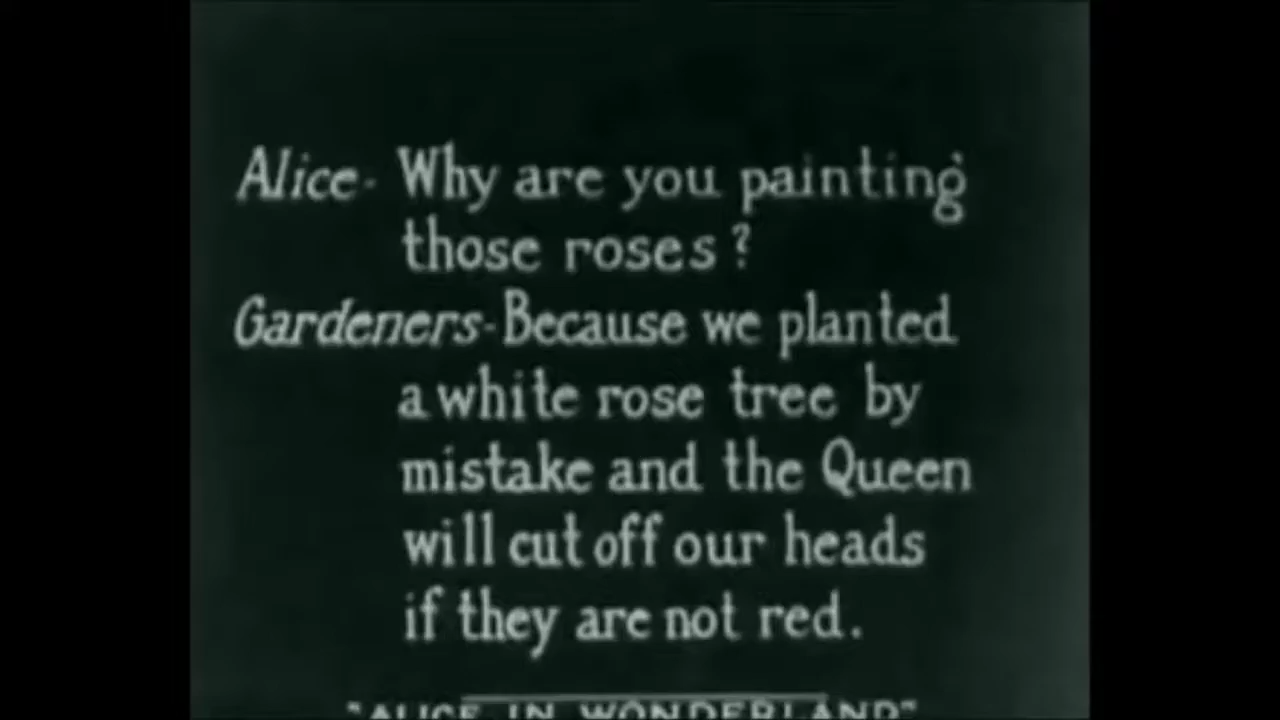 Alice- Why are you painting
those roses?
Gardeners- Because we planted
a white rose tree by
mistake and the Queen
will cut off our heads
if they are not red.
"ALICE IN WONDERLAND"